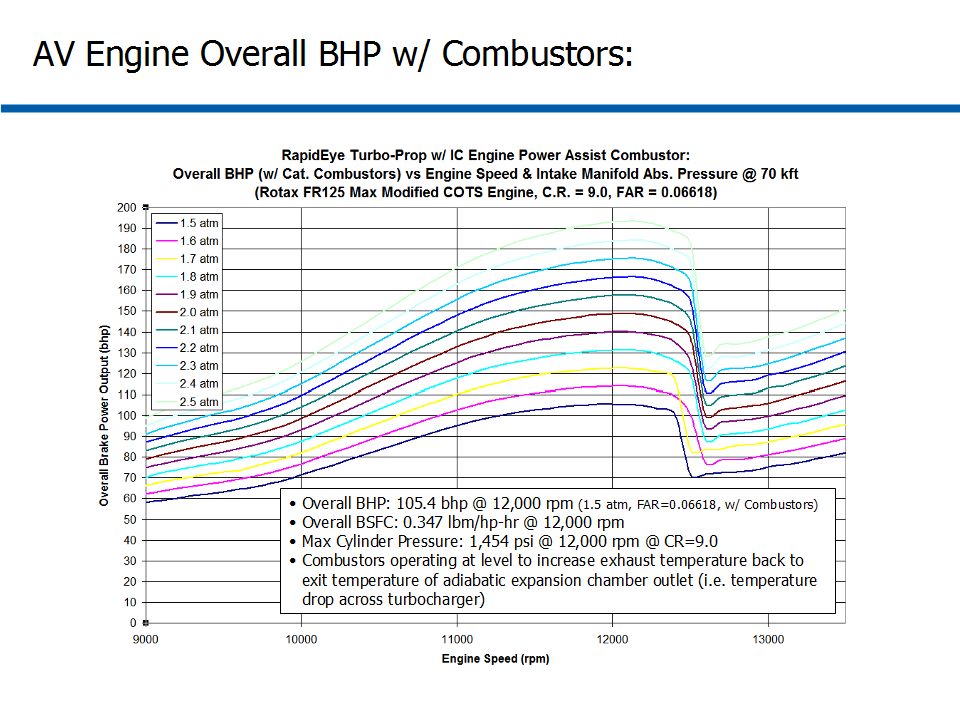 AV Engine Overall BHP w/ Combustors:
RapidEye Turbo-Prop w/ IC Engine Power Assist Combustor:
Overall BHP (w/ Cat. Combustors) vs Engine Speed & Intake Manifold Abs. Pressure @ 70 kft
(Rotax FR125 Max Modified COTS Engine, C.R. = 9.0, FAR = 0.06618)
Overall Brake Power Output (bhp)
200
190
180
170
160
150
140
130
120
110
100
90
80
70
60
50
40
30
20
10
0
1.5 atm
1.6 atm
1.7 atm
1.8 atm
1.9 atm
2.0 atm
2.1 atm
2.2 atm
2.3 atm
2.4 atm
2.5 atm
• Overall BHP: 105.4 bhp @ 12,000 rpm (1.5 atm, FAR=0.06618, w/ Combustors)
• Overall BSFC: 0.347 lbm/hp-hr @ 12,000 rpm
• Max Cylinder Pressure: 1,454 psi @ 12,000 rpm @ CR=9.0
• Combustors operating at level to increase exhaust temperature back to
exit temperature of adiabatic expansion chamber outlet (i.e. temperature
drop across turbocharger)
9000 10000 11000 12000 13000
Engine Speed (rpm)